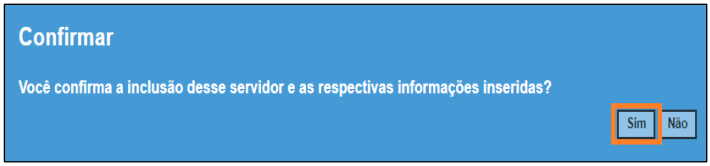 Confirmar
Você confirma a inclusão desse servidor e as respectivas informações inseridas?
Sim Não